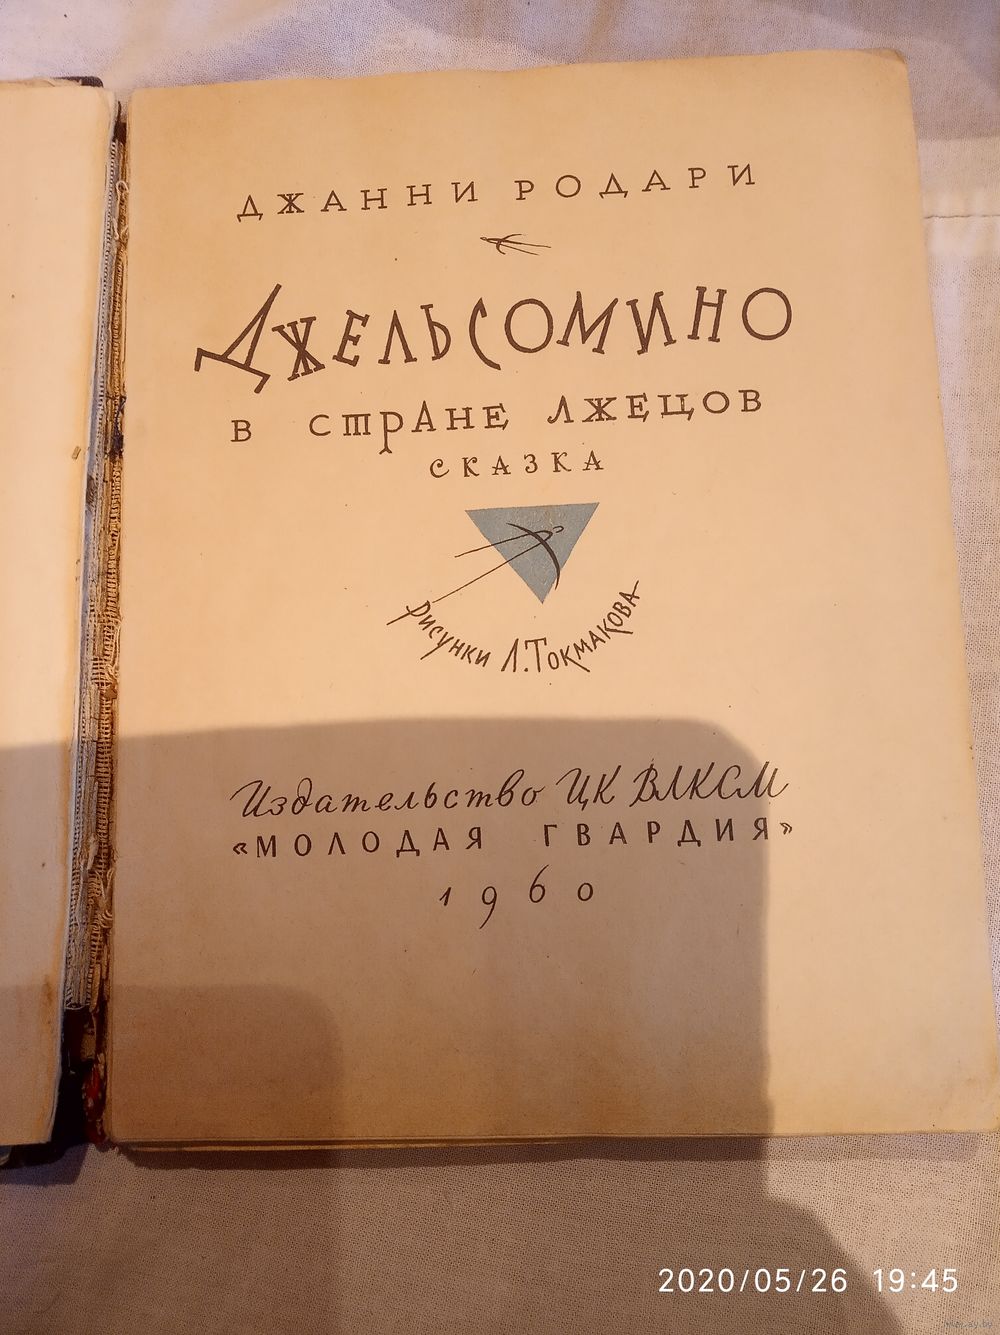 ДЖАННИ РОДАРИ
ДЖЕЛЬСОМИНО
В СТРАНЕ ЛЖЕЦОВ
СКАЗКА
Рисунки Л. Токмакова
Издательство ЦК ВЛКСМ
«МОЛОДАЯ ГВАРДИЯ»
1960
2020/05/26 19:45